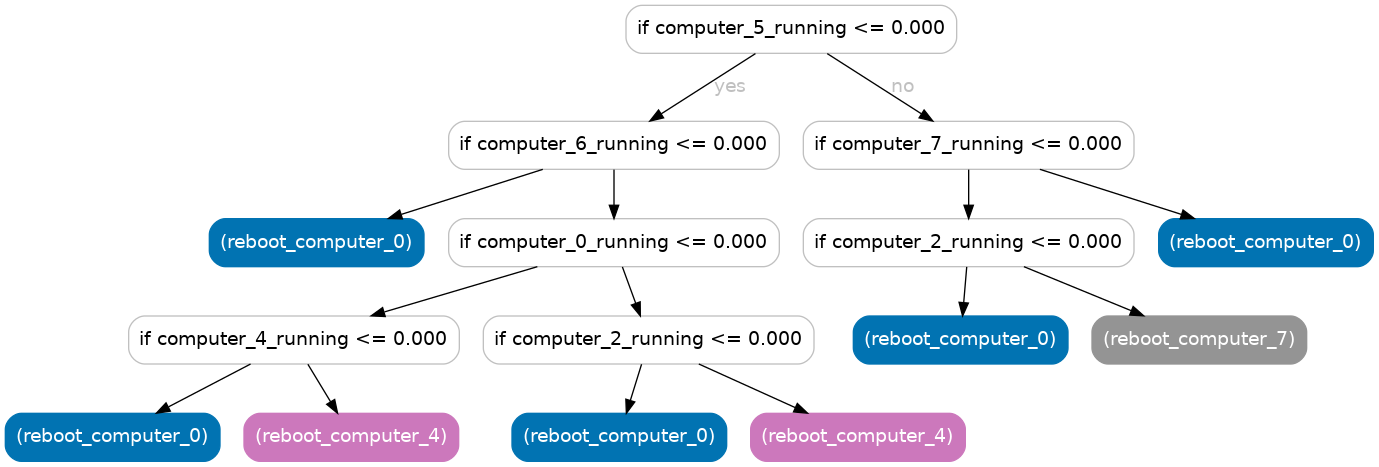 if computer_5_running <= 0.000
yes
no
if computer_6_running <= 0.000
if computer_7_running <= 0.000
(reboot_computer_0)
if computer_0_running <= 0.000
if computer_2_running <= 0.000
(reboot_computer_0)
if computer_4_running <= 0.000
if computer_2_running <= 0.000
(reboot_computer_0)
(reboot_computer_7)
(reboot_computer_0)
(reboot_computer_4)
(reboot_computer_0)
(reboot_computer_4)